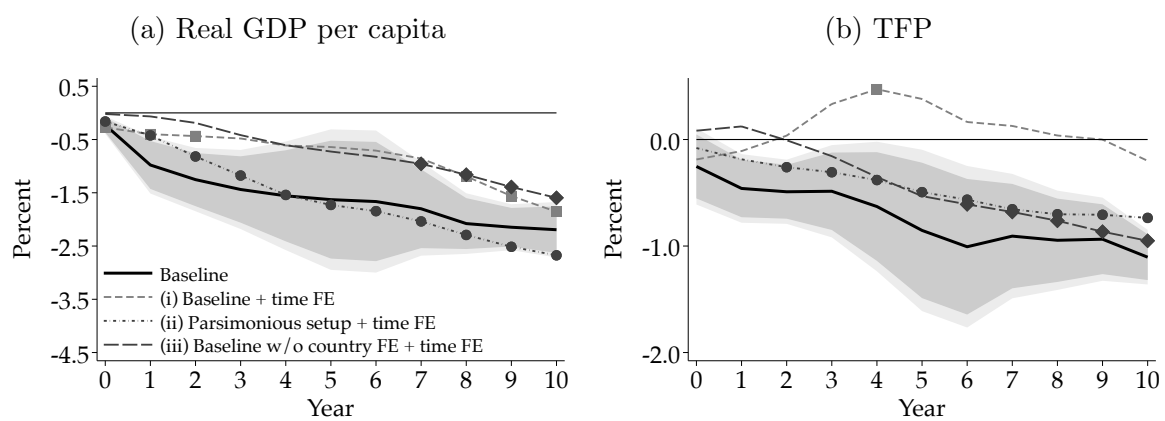 (a) Real GDP per capita
0.5
-0.5
-1.5
-2.5
-3.5
-4.5
Percent
Baseline
(i) Baseline + time FE
(ii) Parsimonious setup + time FE
(iii) Baseline w/o country FE + time FE
0 1 2 3 4 5 6 7 8 9 10
Year
(b) TFP
0.0
-1.0
-2.0
Percent
0 1 2 3 4 5 6 7 8 9 10
Year